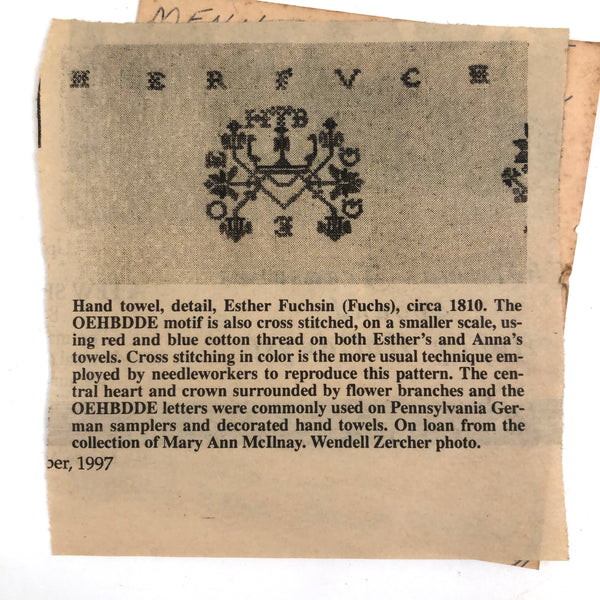 MENN
H E R F V C H
HTB
OE
GG
E
Hand towel, detail, Esther Fuchsin (Fuchs), circa 1810. The
OEHBDDE motif is also cross stitched, on a smaller scale, us-
ing red and blue cotton thread on both Esther's and Anna's
towels. Cross stitching in color is the more usual technique em-
ployed by needleworkers to reproduce this pattern. The cen-
tral heart and crown surrounded by flower branches and the
OEHBDDE letters were commonly used on Pennsylvania Ger-
man samplers and decorated hand towels. On loan from the
collection of Mary Ann McIlnay. Wendell Zercher photo.
ber, 1997